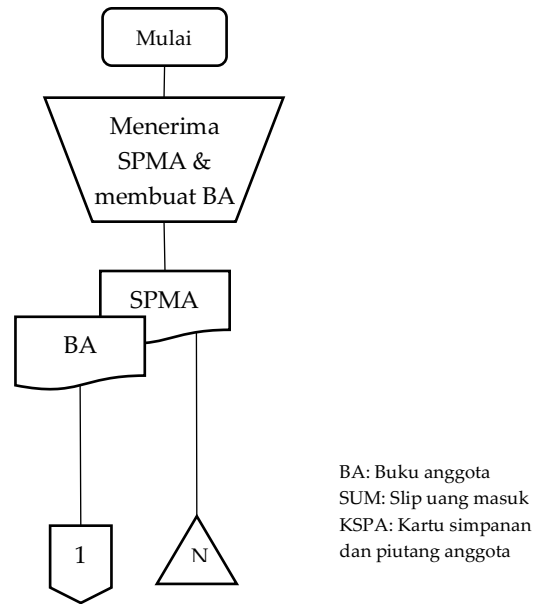 Mulai
Menerima
SPMA &
membuat BA
SPMA
BA
1
N
BA: Buku anggota
SUM: Slip uang masuk
KSPA: Kartu simpanan
dan piutang anggota